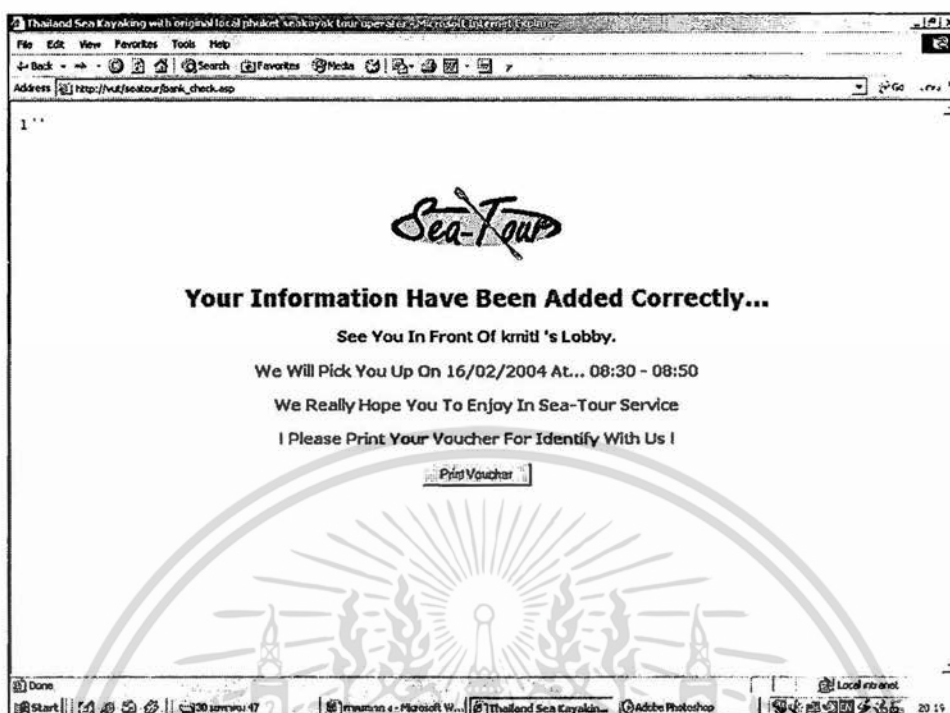 Thailand Sea Kayaking with original local phuket seakayak tour operater - Microsoft Internet Explorer
File Edit View Favorites Tools Help
Back Search Favorites Media
Address http://vut/seatour/bank_check.asp Go
1 ''
Sea-Tour
Your Information Have Been Added Correctly...
See You In Front Of kmitl 's Lobby.
We Will Pick You Up On 16/02/2004 At... 08:30 - 08:50
We Really Hope You To Enjoy In Sea-Tour Service
! Please Print Your Voucher For Identify With Us !
Print Voucher
Done Local intranet
Start Microsoft W... Thailand Sea Kayakin... Adobe Photoshop